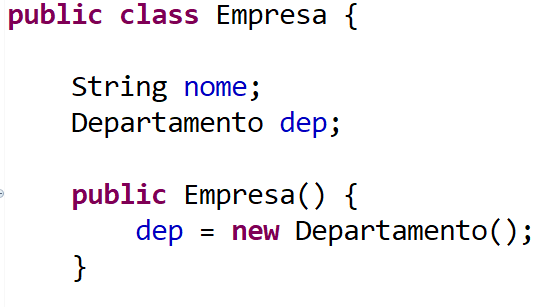 public class Empresa {
String nome;
Departamento dep;
public Empresa() {
dep = new Departamento();
}